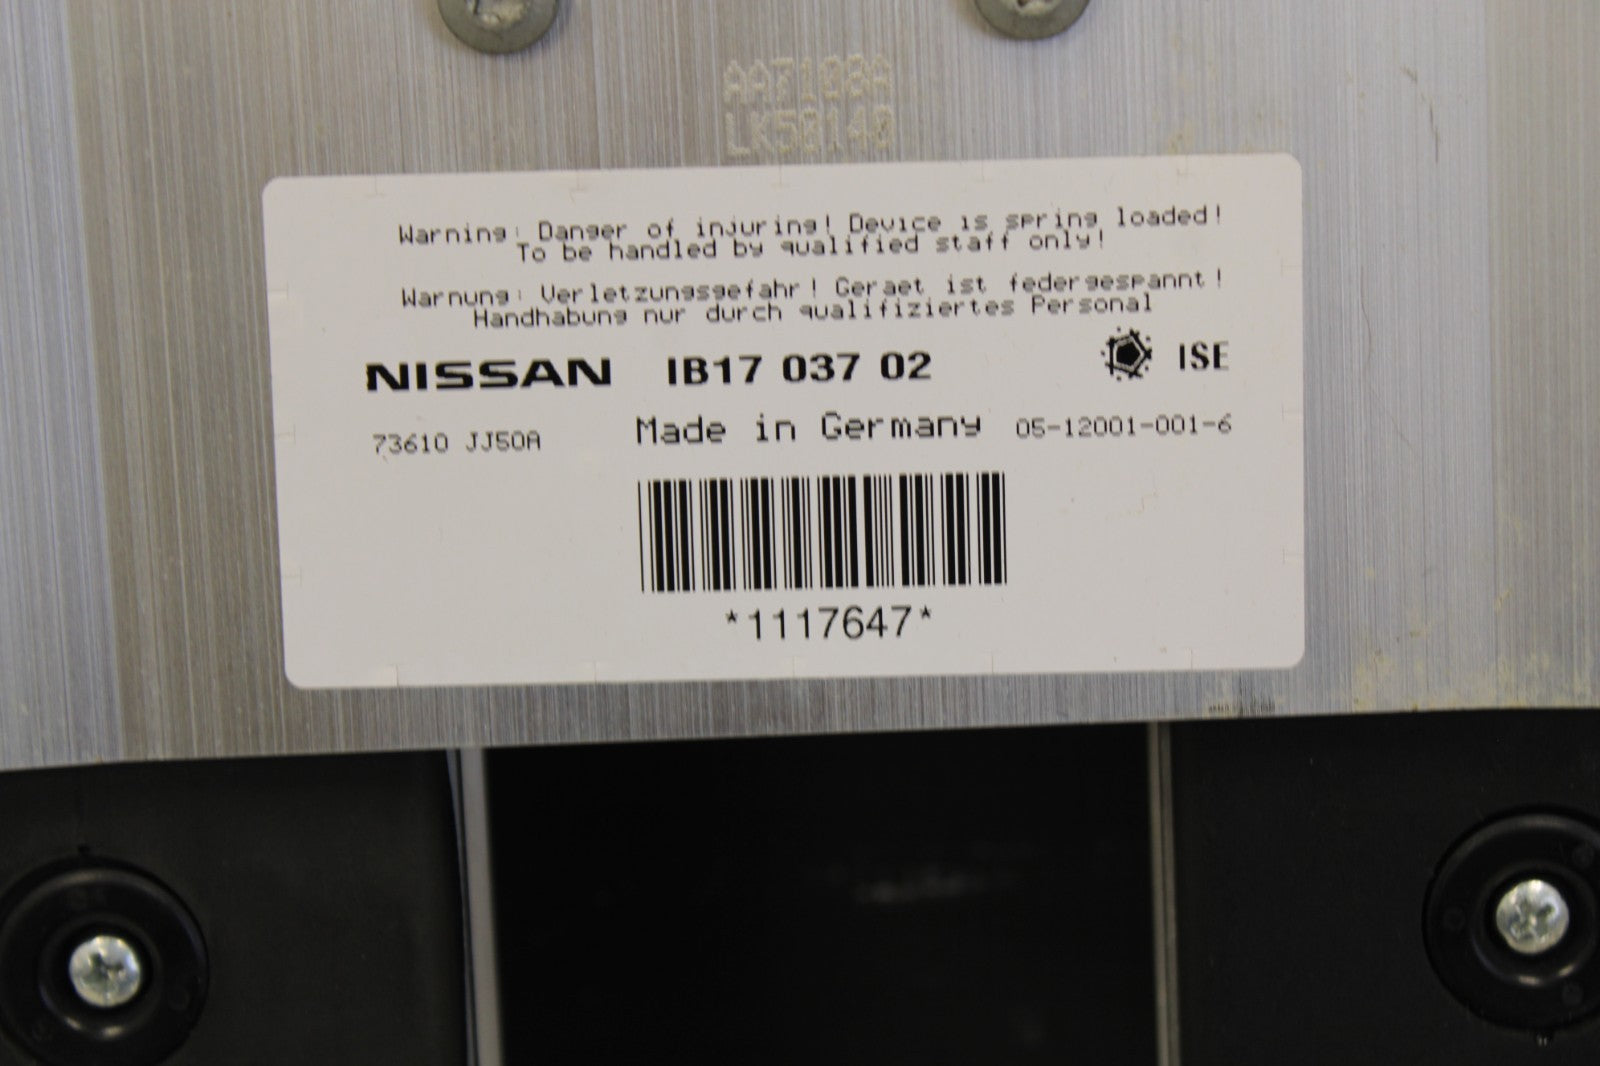 AA7108A
LK50140
Warning: Danger of injuring! Device is spring loaded!
To be handled by qualified staff only!
Warnung: Verletzungsgefahr! Geraet ist federgespannt!
Handhabung nur durch qualifiziertes Personal
NISSAN IB17 037 02 ISE
73610 JJ50A Made in Germany 05-12001-001-6
*1117647*